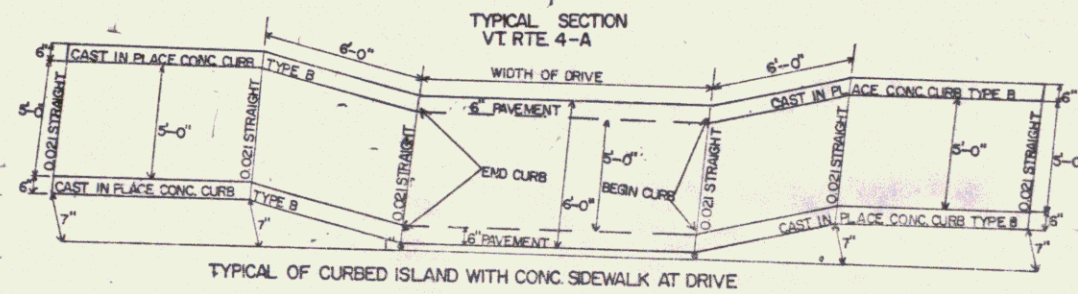 TYPICAL SECTION
VT. RTE. 4-A
6'-0"
WIDTH OF DRIVE
6'-0"
6"
CAST IN PLACE CONC. CURB
TYPE B
6" PAVEMENT
CAST IN PLACE CONC. CURB TYPE B
6"
5'-0"
0.021 STRAIGHT
5'-0"
0.021 STRAIGHT
0.021 STRAIGHT
END CURB
5'-0"
6'-0"
BEGIN CURB
0.021 STRAIGHT
0.021 STRAIGHT
5'-0"
0.021 STRAIGHT
5'-0"
6"
CAST IN PLACE CONC. CURB
TYPE B
6" PAVEMENT
CAST IN PLACE CONC. CURB TYPE B
6"
7"
7"
1"
7"
7"
TYPICAL OF CURBED ISLAND WITH CONC. SIDEWALK AT DRIVE